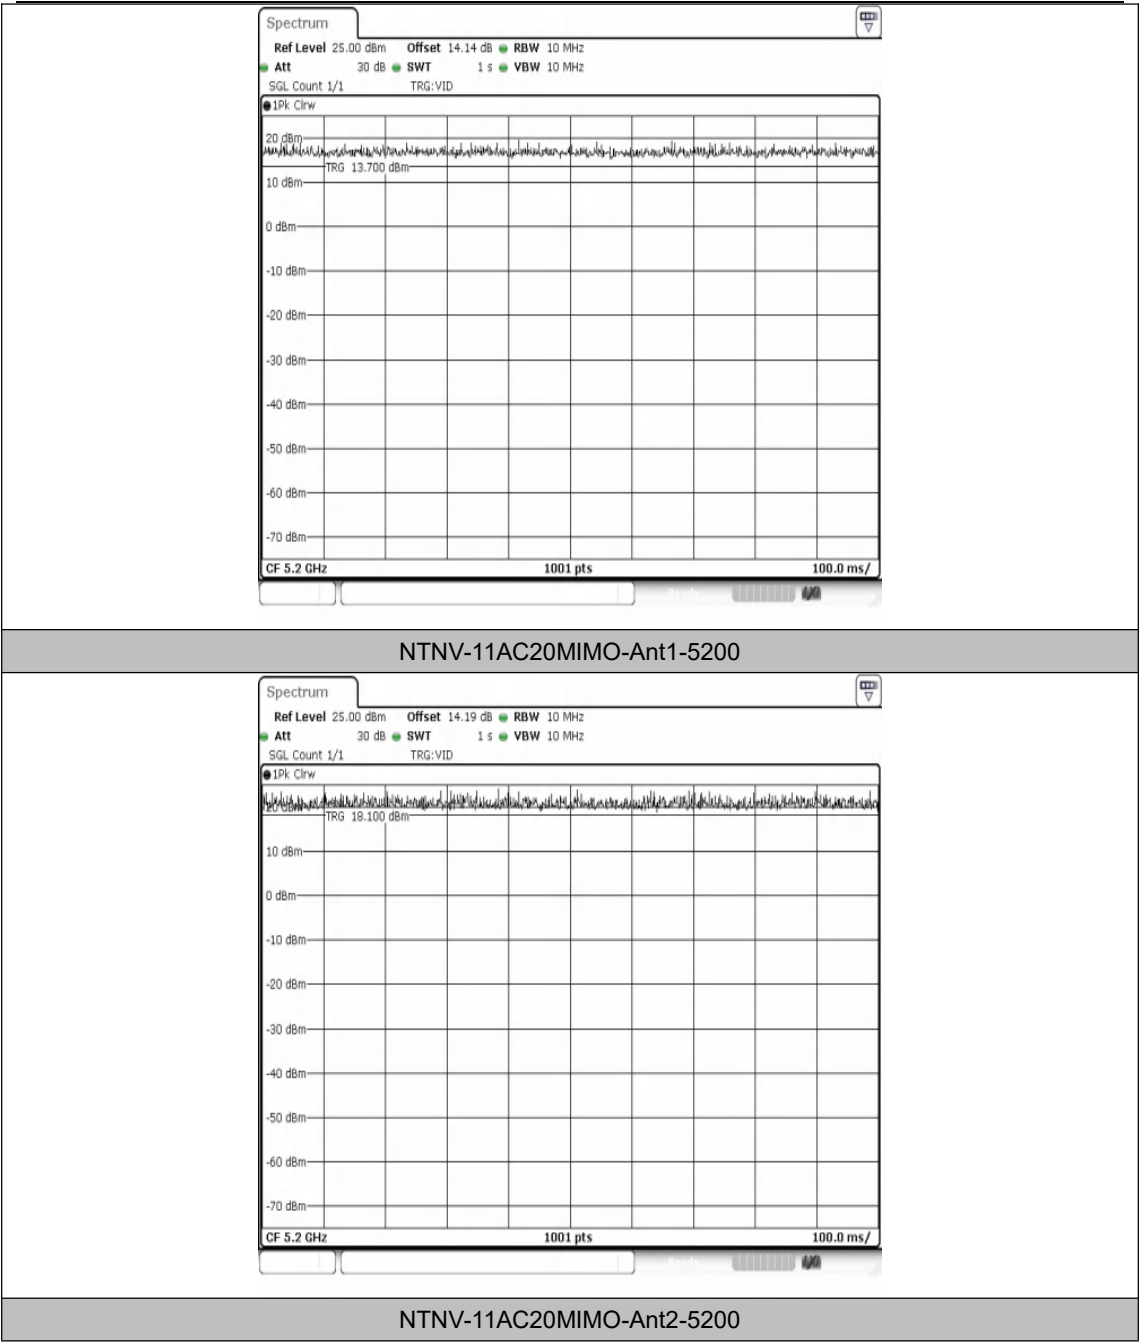 Spectrum
Ref Level 25.00 dBm Offset 14.14 dB RBW 10 MHz
Att 30 dB SWT 1 s VBW 10 MHz
SGL Count 1/1 TRG:VID
1Pk Clrw
20 dBm
TRG 13.700 dBm
10 dBm
0 dBm
-10 dBm
-20 dBm
-30 dBm
-40 dBm
-50 dBm
-60 dBm
-70 dBm
CF 5.2 GHz 1001 pts 100.0 ms/
NTNV-11AC20MIMO-Ant1-5200
Spectrum
Ref Level 25.00 dBm Offset 14.19 dB RBW 10 MHz
Att 30 dB SWT 1 s VBW 10 MHz
SGL Count 1/1 TRG:VID
1Pk Clrw
20 dBm
TRG 18.100 dBm
10 dBm
0 dBm
-10 dBm
-20 dBm
-30 dBm
-40 dBm
-50 dBm
-60 dBm
-70 dBm
CF 5.2 GHz 1001 pts 100.0 ms/
NTNV-11AC20MIMO-Ant2-5200